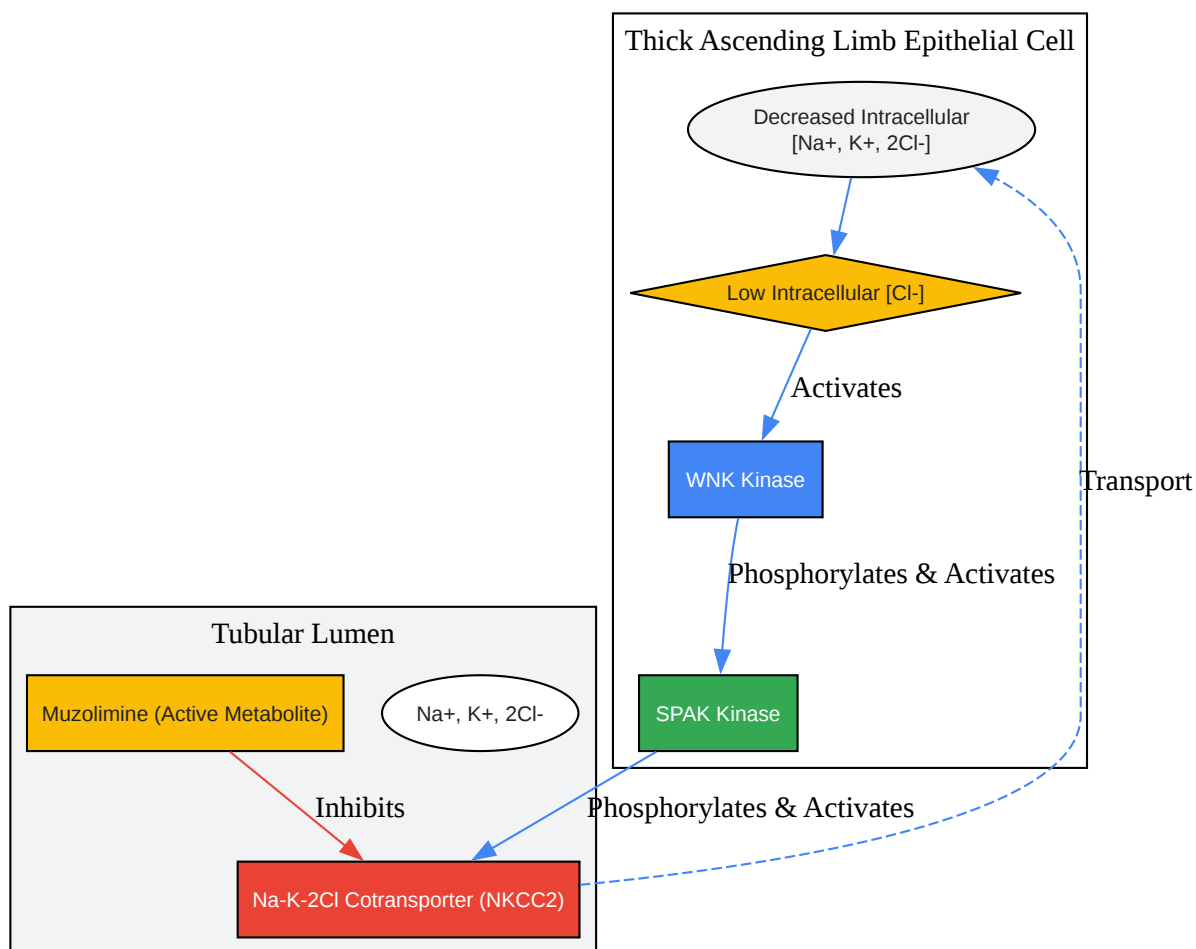 Thick Ascending Limb Epithelial Cell
Decreased Intracellular
[Na+, K+, 2Cl-]
Low Intracellular [Cl-]
Activates
WNK Kinase
Transport
Phosphorylates & Activates
Tubular Lumen
Muzolimine (Active Metabolite)
Na+, K+, 2Cl-
SPAK Kinase
Inhibits
Phosphorylates & Activates
Na-K-2Cl Cotransporter (NKCC2)